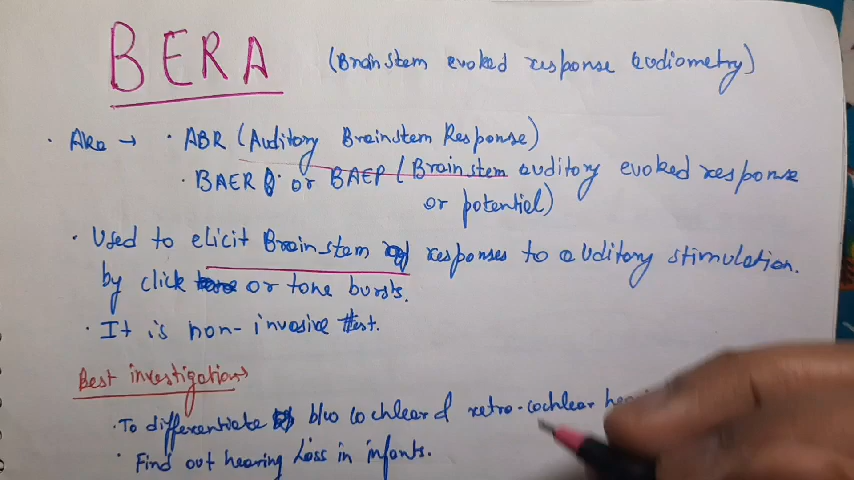 BERA (Brainstem evoked response audiometry)
• AKA → • ABR (Auditory Brainstem Response)
• BAER or BAEP (Brainstem auditory evoked response
or potential)
• Used to elicit Brainstem responses to auditory stimulation.
by click or tone bursts.
• It is non-invasive test.
Best investigations
• To differentiate b/w cochlear & retro-cochlear
• Find out hearing Loss in infants.